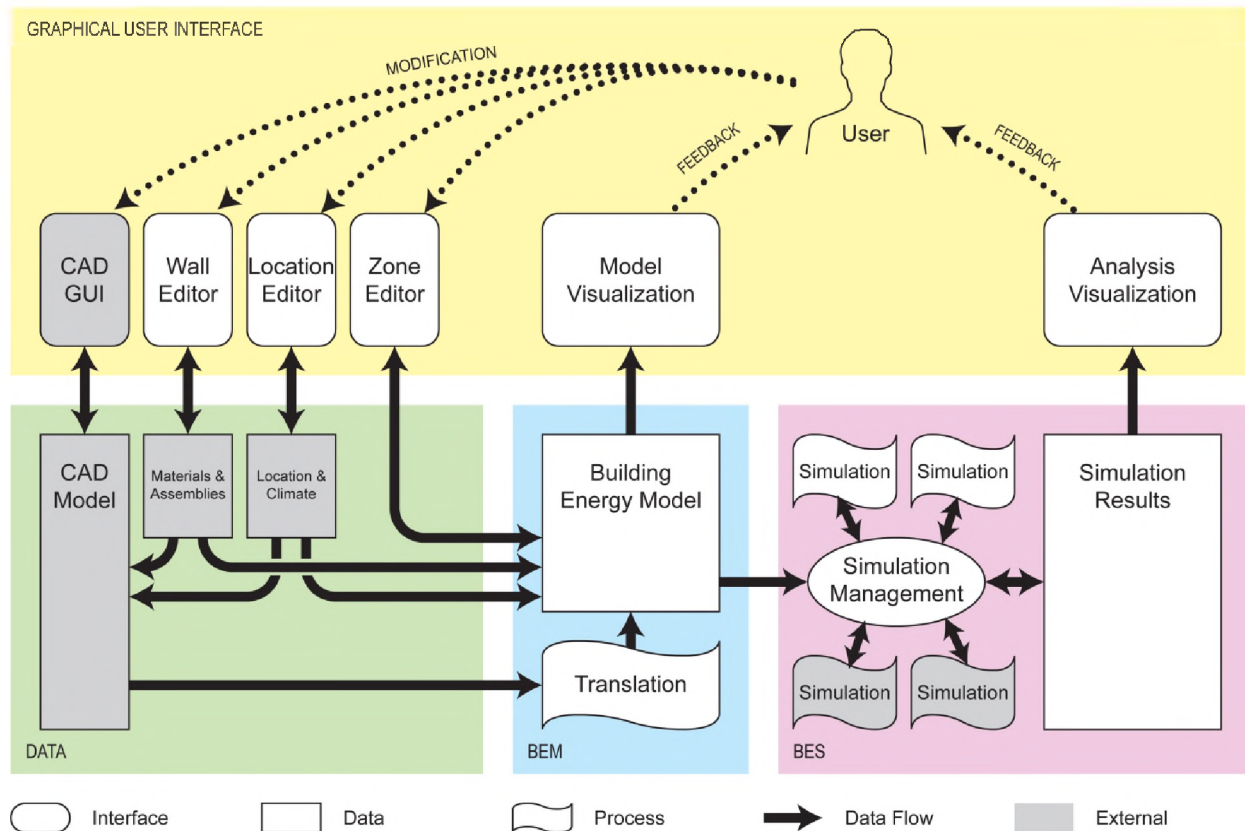 GRAPHICAL USER INTERFACE
MODIFICATION
FEEDBACK
User
FEEDBACK
CAD
GUI
Wall
Editor
Location
Editor
Zone
Editor
Model
Visualization
Analysis
Visualization
CAD
Model
Materials &
Assemblies
Location &
Climate
Building
Energy Model
Translation
Simulation
Simulation
Simulation
Management
Simulation
Simulation
Simulation
Results
DATA
BEM
BES
Interface
Data
Process
Data Flow
External